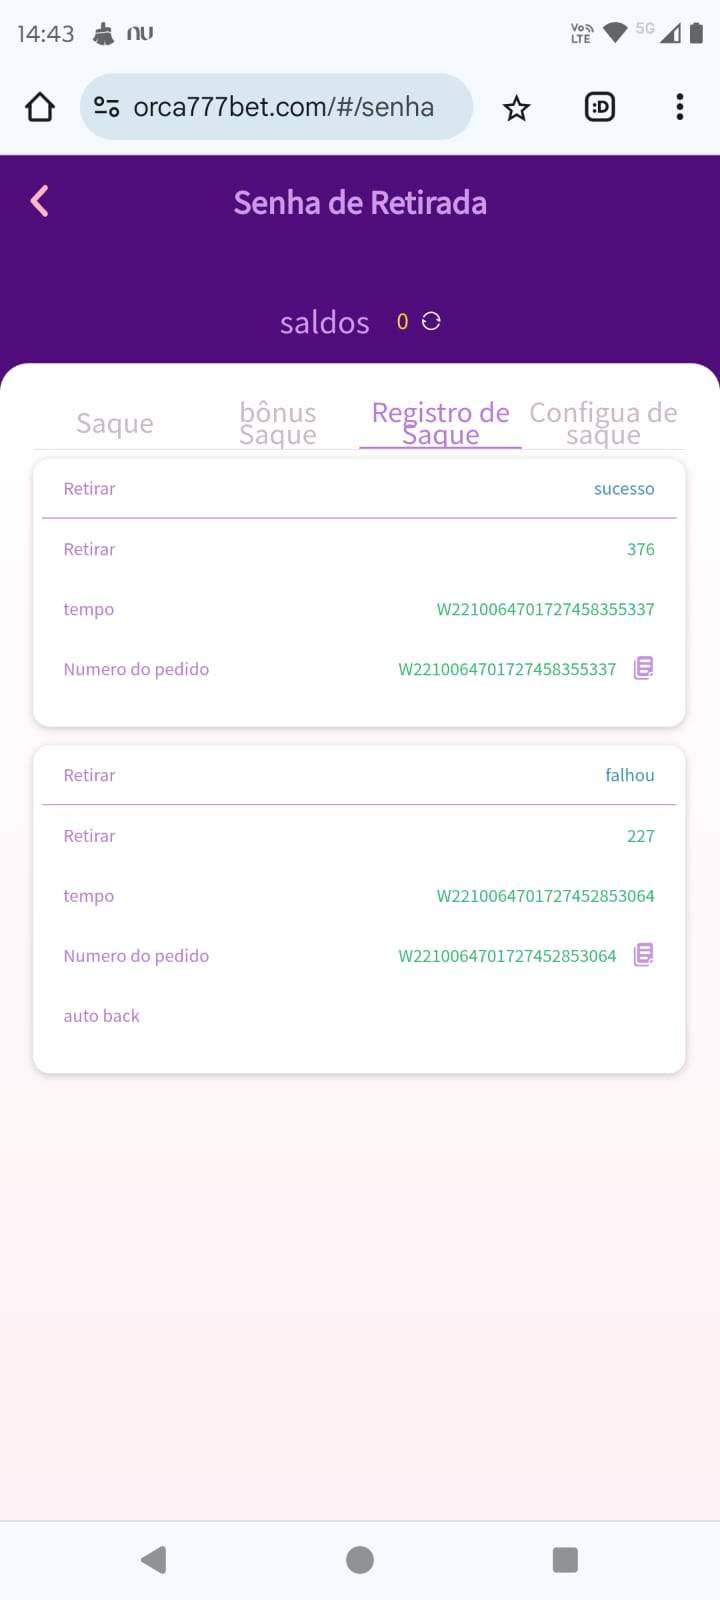 14:43 nu Vo LTE 5G
orca777bet.com/#/senha :D
Senha de Retirada
saldos 0
Saque
bônus
Saque
Registro de
Saque
Configua de
saque
Retirar sucesso
Retirar 376
tempo W2210064701727458355337
Numero do pedido W2210064701727458355337
Retirar falhou
Retirar 227
tempo W2210064701727452853064
Numero do pedido W2210064701727452853064
auto back